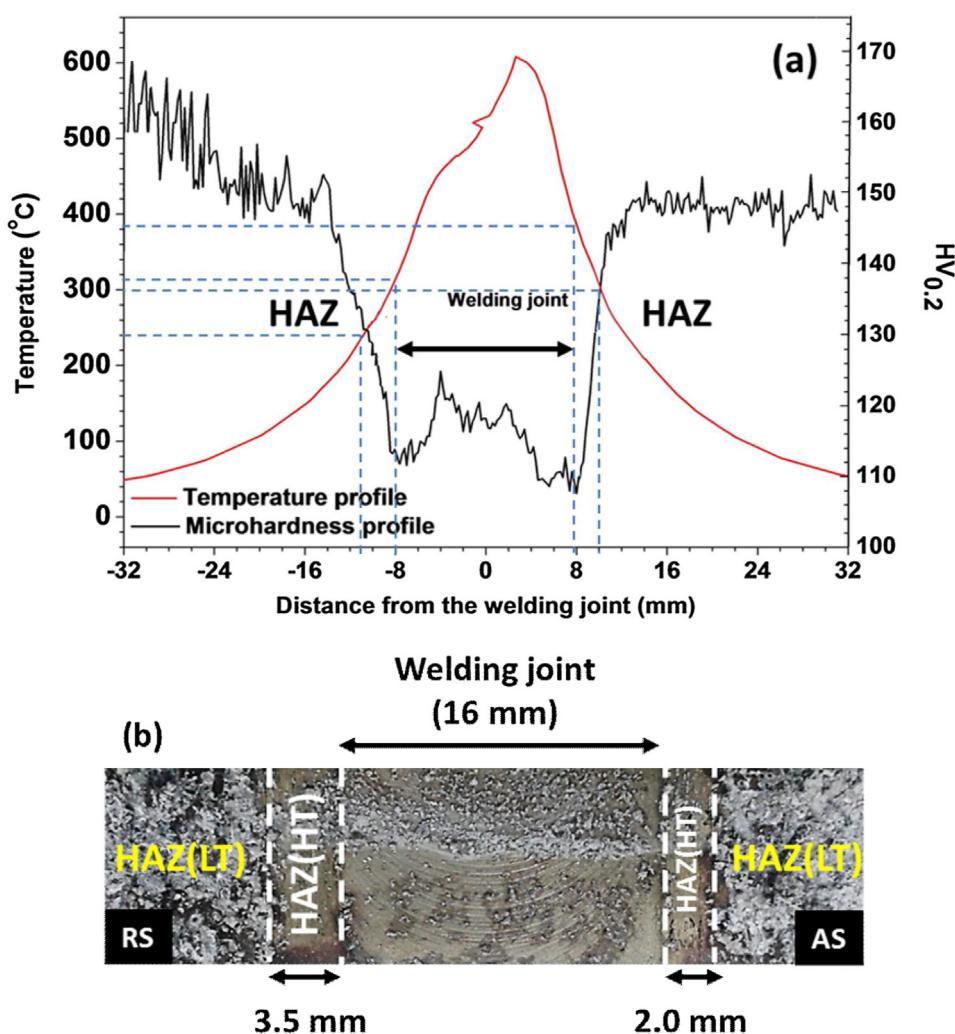 (a)
600
500
400
300
200
100
0
Temperature (°C)
170
160
150
140
130
120
110
100
HV0.2
HAZ
Welding joint
HAZ
Temperature profile
Microhardness profile
-32 -24 -16 -8 0 8 16 24 32
Distance from the welding joint (mm)
Welding joint
(16 mm)
(b)
HAZ(LT)
HAZ(HT)
HAZ(HT)
HAZ(LT)
RS
AS
3.5 mm
2.0 mm